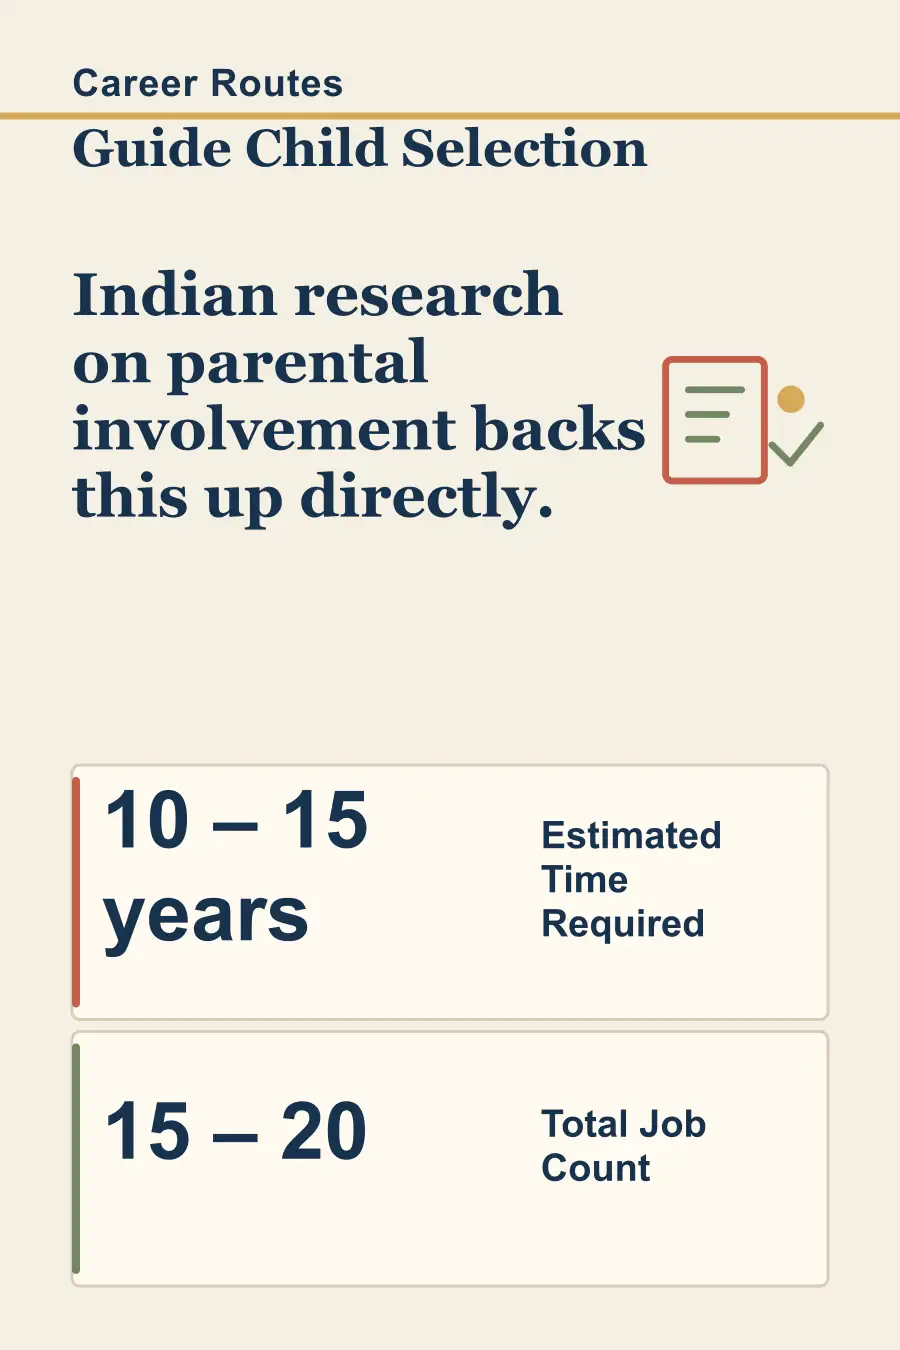 Career Routes
Guide Child Selection
Indian research
on parental
involvement backs
this up directly.
10 – 15
years
Estimated
Time
Required
15 – 20
Total Job
Count